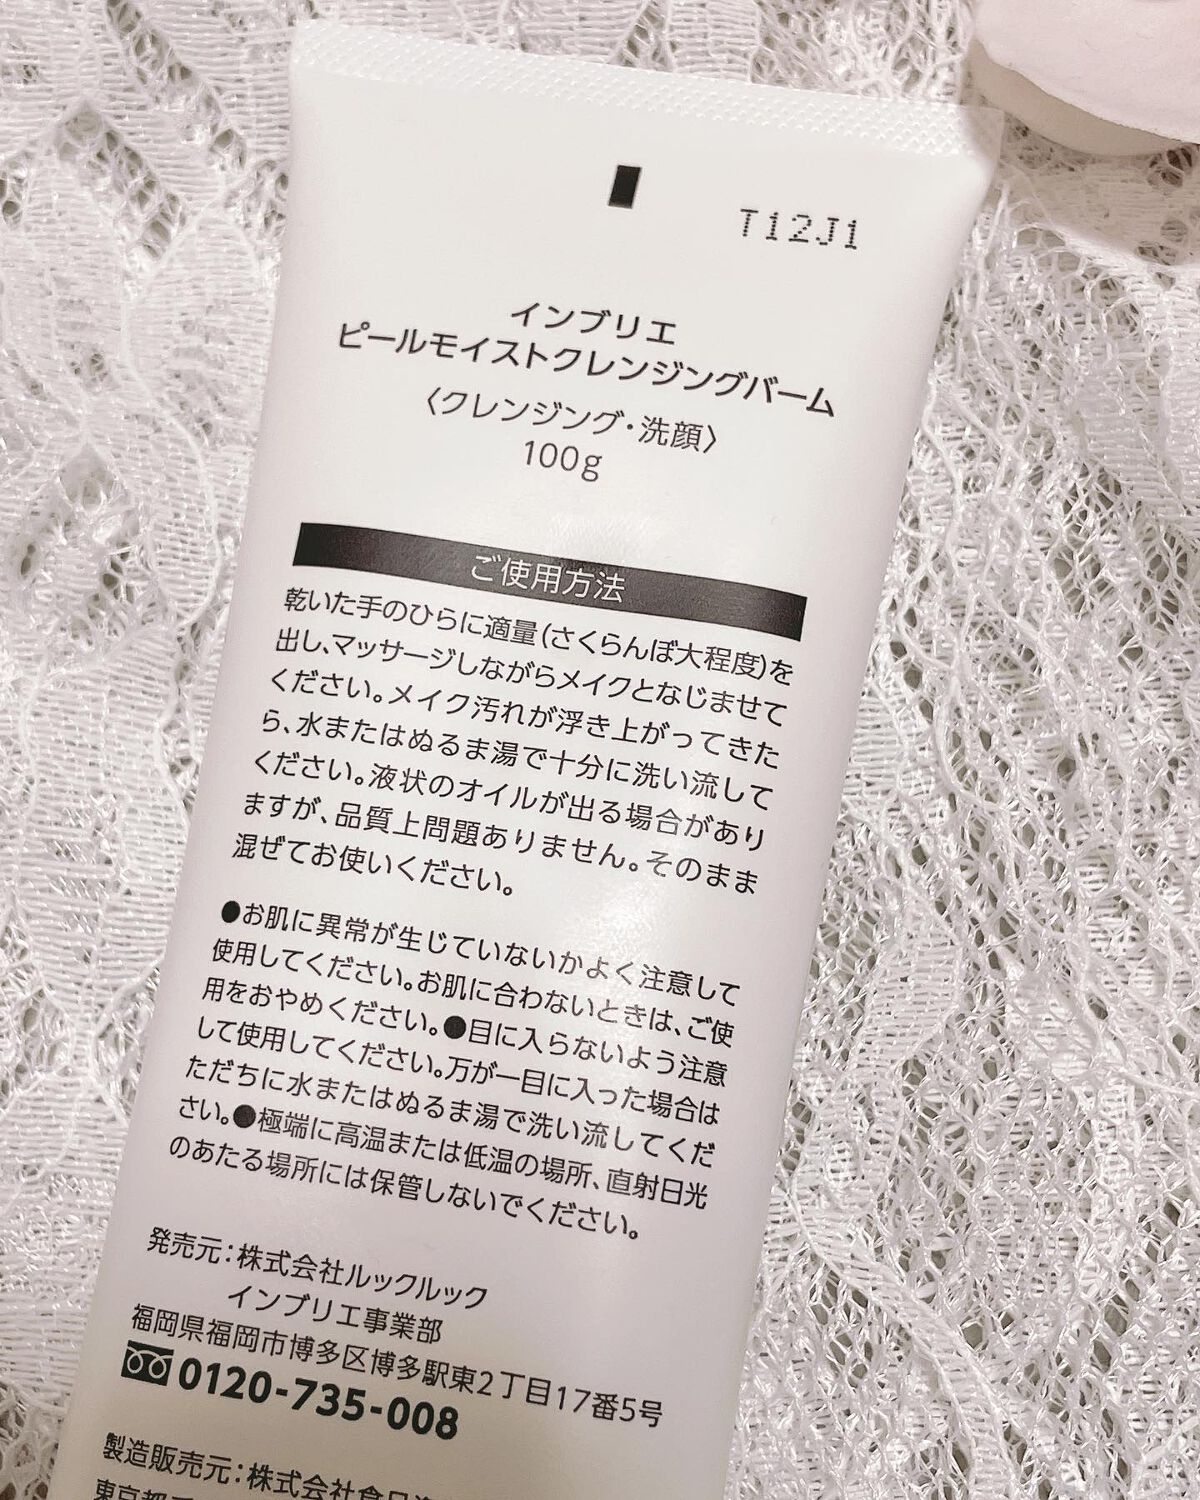 T12J1
インブリエ
ピールモイストクレンジングバーム
〈クレンジング・洗顔〉
100g
ご使用方法
乾いた手のひらに適量(さくらんぼ大程度)を
出し、マッサージしながらメイクとなじませて
ください。メイク汚れが浮き上がってきた
ら、水またはぬるま湯で十分に洗い流して
ください。液状のオイルが出る場合があり
ますが、品質上問題ありません。そのまま
混ぜてお使いください。
●お肌に異常が生じていないかよく注意して
使用してください。お肌に合わないときは、ご使
用をおやめください。●目に入らないよう注意
して使用してください。万が一目に入った場合は
ただちに水またはぬるま湯で洗い流してくだ
さい。●極端に高温または低温の場所、直射日光
のあたる場所には保管しないでください。
発売元:株式会社ルックルック
インブリエ事業部
福岡県福岡市博多区博多駅東2丁目17番5号
0120-735-008
製造販売元:株式会社
東京都